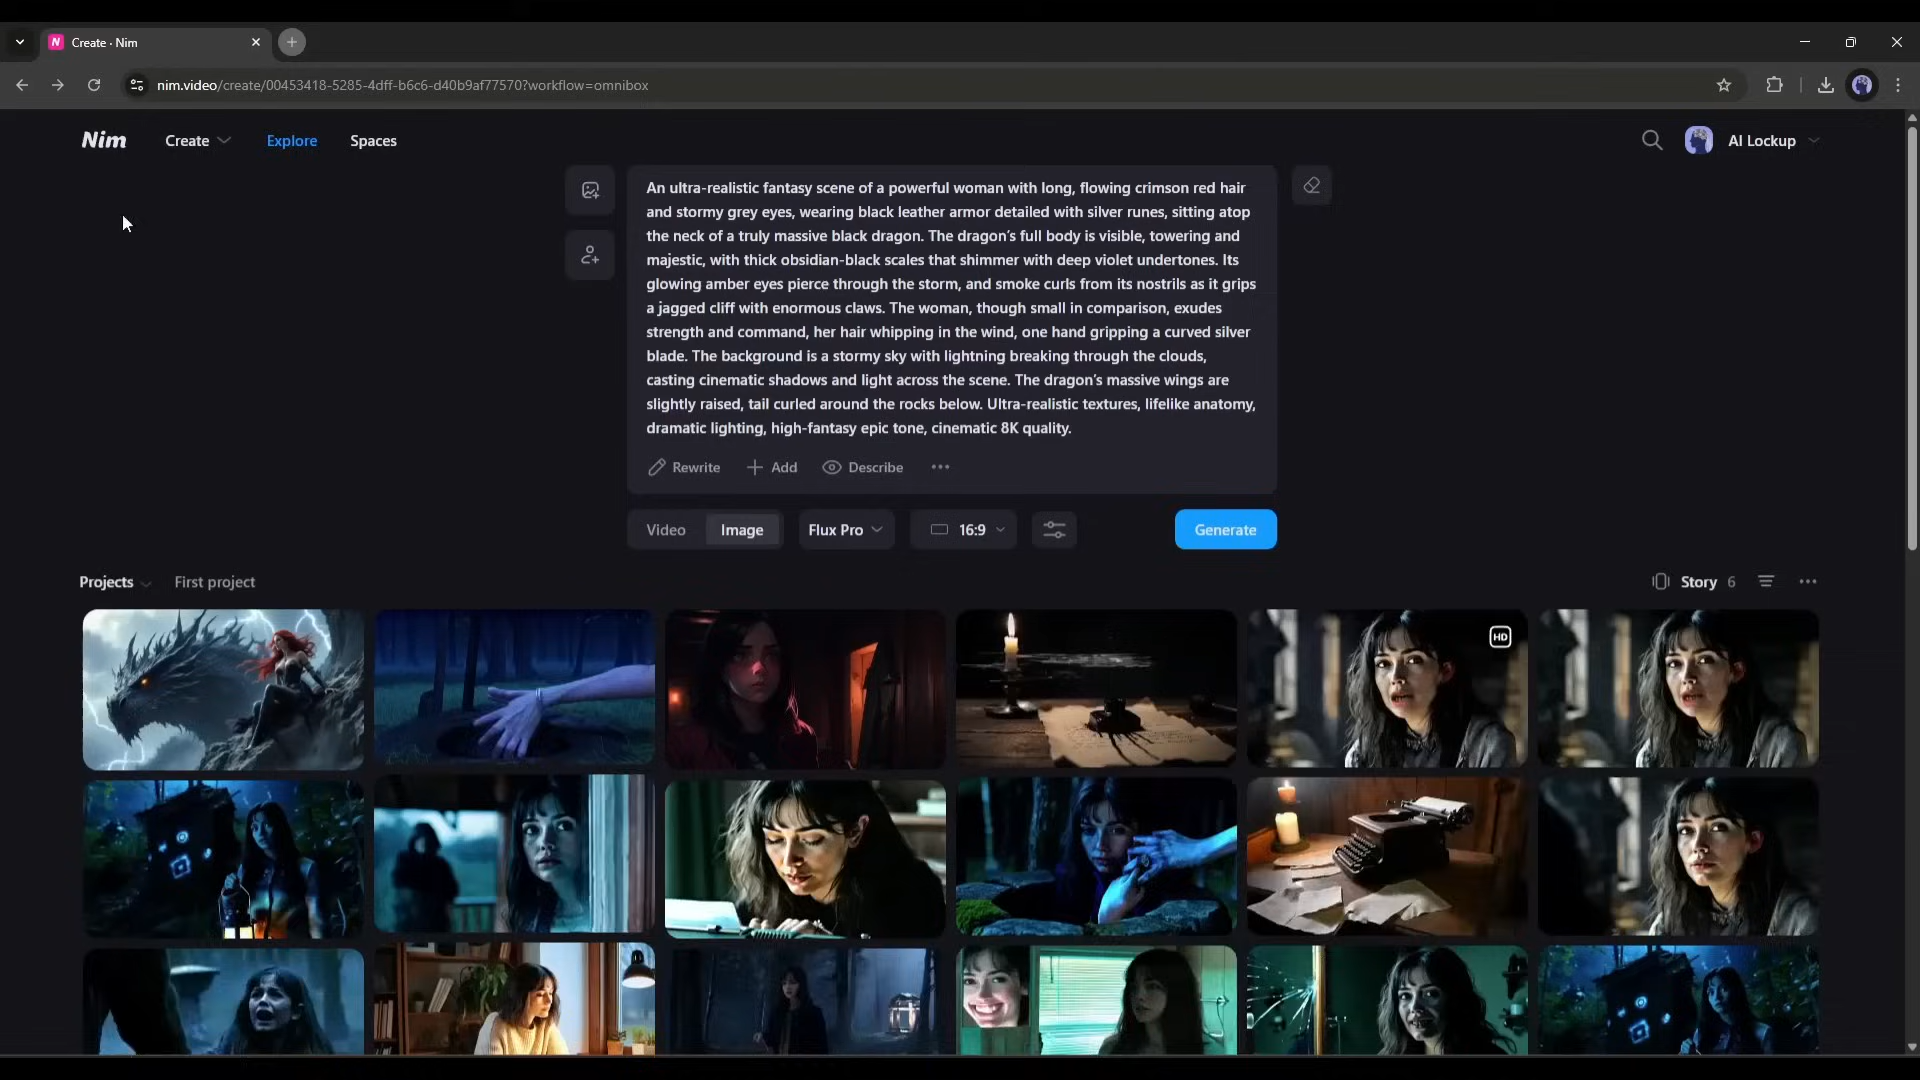 Create - Nim
nim.video/create/00453418-5285-4dff-b6c6-d40b9af77570?workflow=omnibox
Nim
Create
Explore
Spaces
AI Lockup
An ultra-realistic fantasy scene of a powerful woman with long, flowing crimson red hair
and stormy grey eyes, wearing black leather armor detailed with silver runes, sitting atop
the neck of a truly massive black dragon. The dragon's full body is visible, towering and
majestic, with thick obsidian-black scales that shimmer with deep violet undertones. Its
glowing amber eyes pierce through the storm, and smoke curls from its nostrils as it grips
a jagged cliff with enormous claws. The woman, though small in comparison, exudes
strength and command, her hair whipping in the wind, one hand gripping a curved silver
blade. The background is a stormy sky with lightning breaking through the clouds,
casting cinematic shadows and light across the scene. The dragon's massive wings are
slightly raised, tail curled around the rocks below. Ultra-realistic textures, lifelike anatomy,
dramatic lighting, high-fantasy epic tone, cinematic 8K quality.
Rewrite
Add
Describe
Video
Image
Flux Pro
16:9
Generate
Projects
First project
Story 6
HD